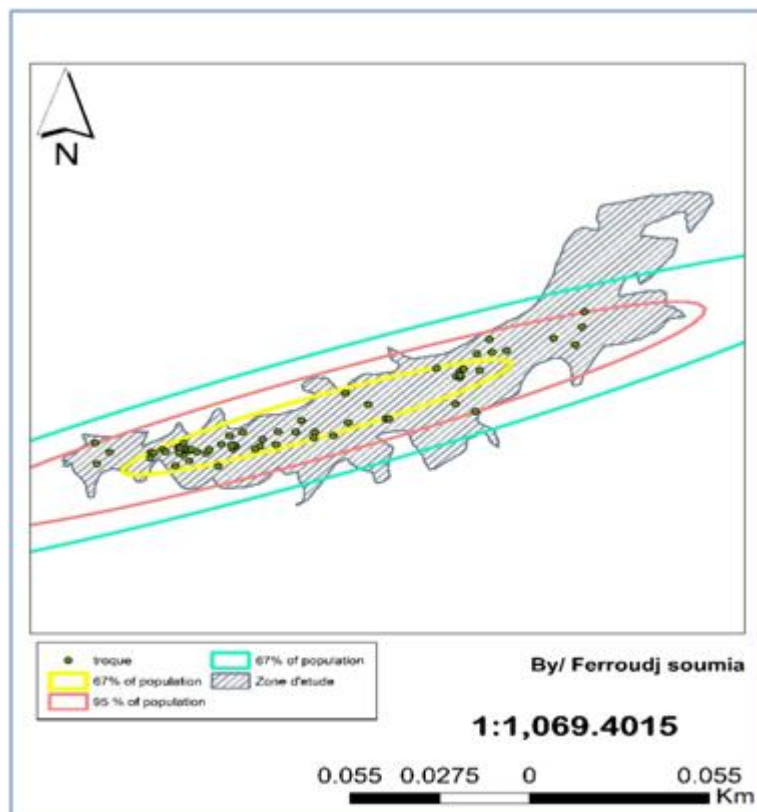 N
troque
67% of population
67% of population
Zone d'etude
95 % of population
By/ Ferroudj soumia
1:1,069.4015
0.055 0.0275 0 0.055
Km